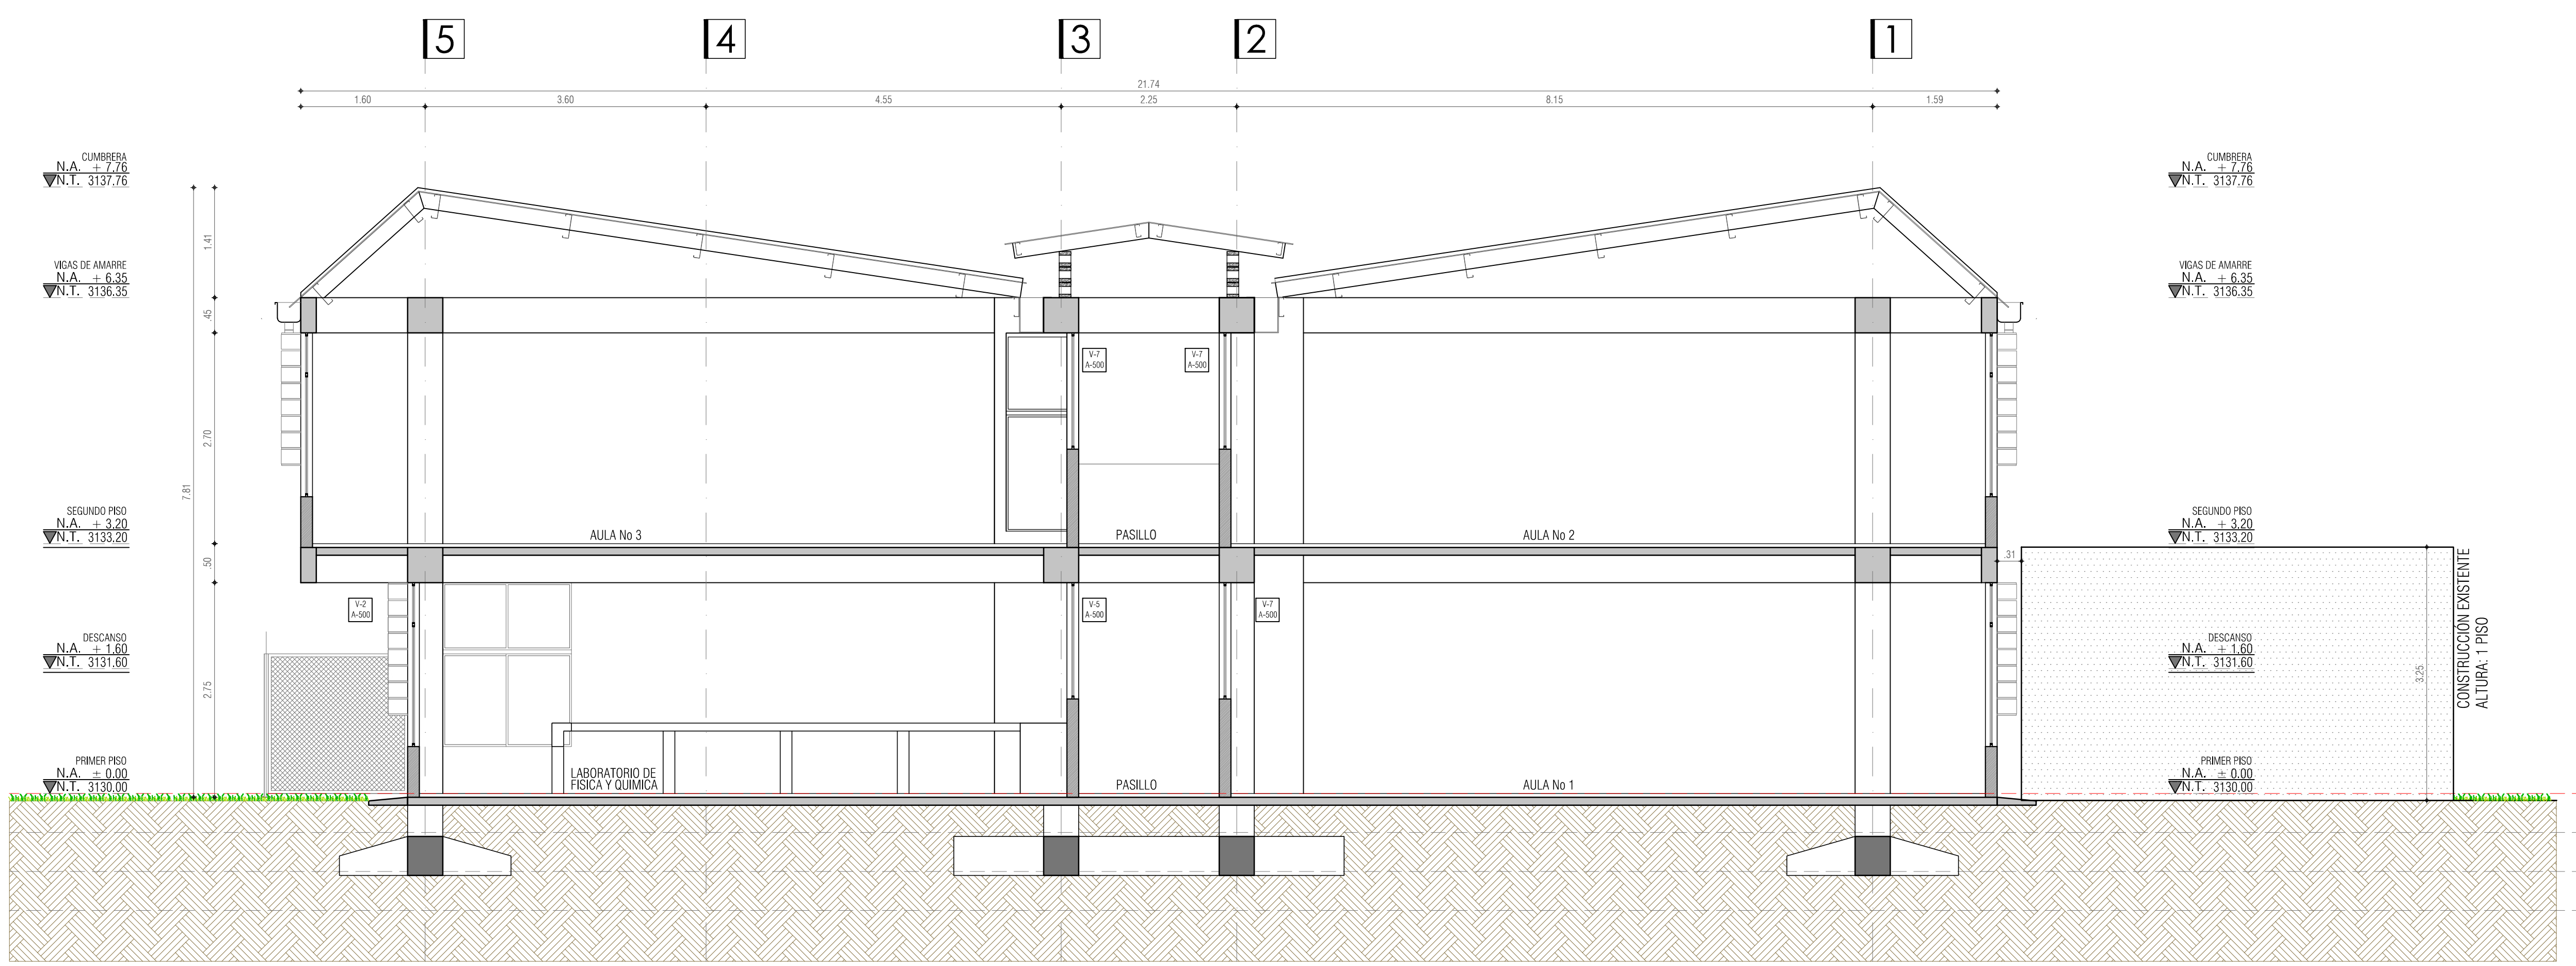 5
4
3
2
1
21.74
1.60
3.60
4.55
2.25
8.15
1.59
CUMBRERA
N.A. + 7,76
N.T. 3137.76
CUMBRERA
N.A. + 7,76
N.T. 3137.76
1.41
VIGAS DE AMARRE
N.A. + 6,35
N.T. 3136.35
VIGAS DE AMARRE
N.A. + 6,35
N.T. 3136.35
.45
V-7
A-500
V-7
A-500
2.70
7.81
SEGUNDO PISO
N.A. + 3,20
N.T. 3133.20
AULA No 3
PASILLO
AULA No 2
SEGUNDO PISO
N.A. + 3,20
N.T. 3133.20
.50
.31
V-2
A-500
V-5
A-500
V-7
A-500
DESCANSO
N.A. + 1,60
N.T. 3131.60
DESCANSO
N.A. + 1,60
N.T. 3131.60
CONSTRUCCIÓN EXISTENTE
ALTURA: 1 PISO
2.75
3.25
PRIMER PISO
N.A. ± 0.00
N.T. 3130.00
LABORATORIO DE
FISICA Y QUIMICA
PASILLO
AULA No 1
PRIMER PISO
N.A. ± 0.00
N.T. 3130.00